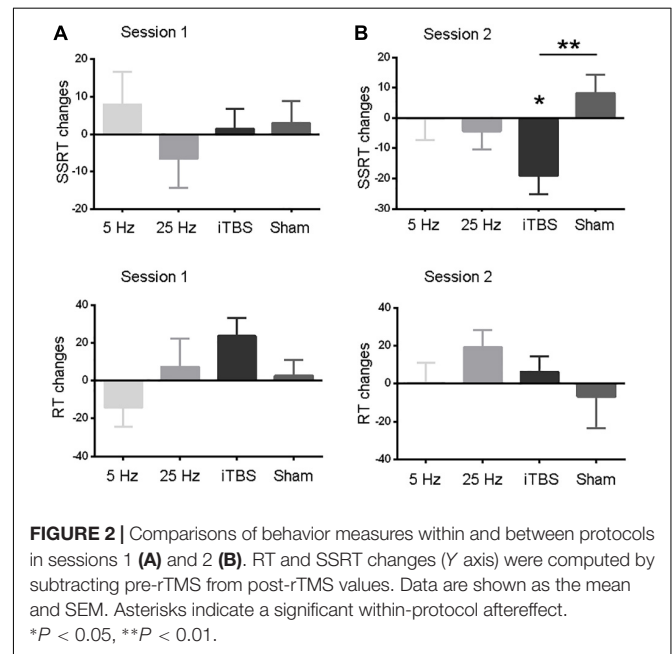 A
Session 1
SSRT changes
20
10
0
-10
-20
5 Hz 25 Hz iTBS Sham
B
Session 2
**
*
SSRT changes
20
10
0
-10
-20
-30
5 Hz 25 Hz iTBS Sham
Session 1
RT changes
40
20
0
-20
-40
5 Hz 25 Hz iTBS Sham
Session 2
RT changes
40
20
0
-20
-40
5 Hz 25 Hz iTBS Sham
FIGURE 2 | Comparisons of behavior measures within and between protocols
in sessions 1 (A) and 2 (B). RT and SSRT changes (Y axis) were computed by
subtracting pre-rTMS from post-rTMS values. Data are shown as the mean
and SEM. Asterisks indicate a significant within-protocol aftereffect.
*P < 0.05, **P < 0.01.